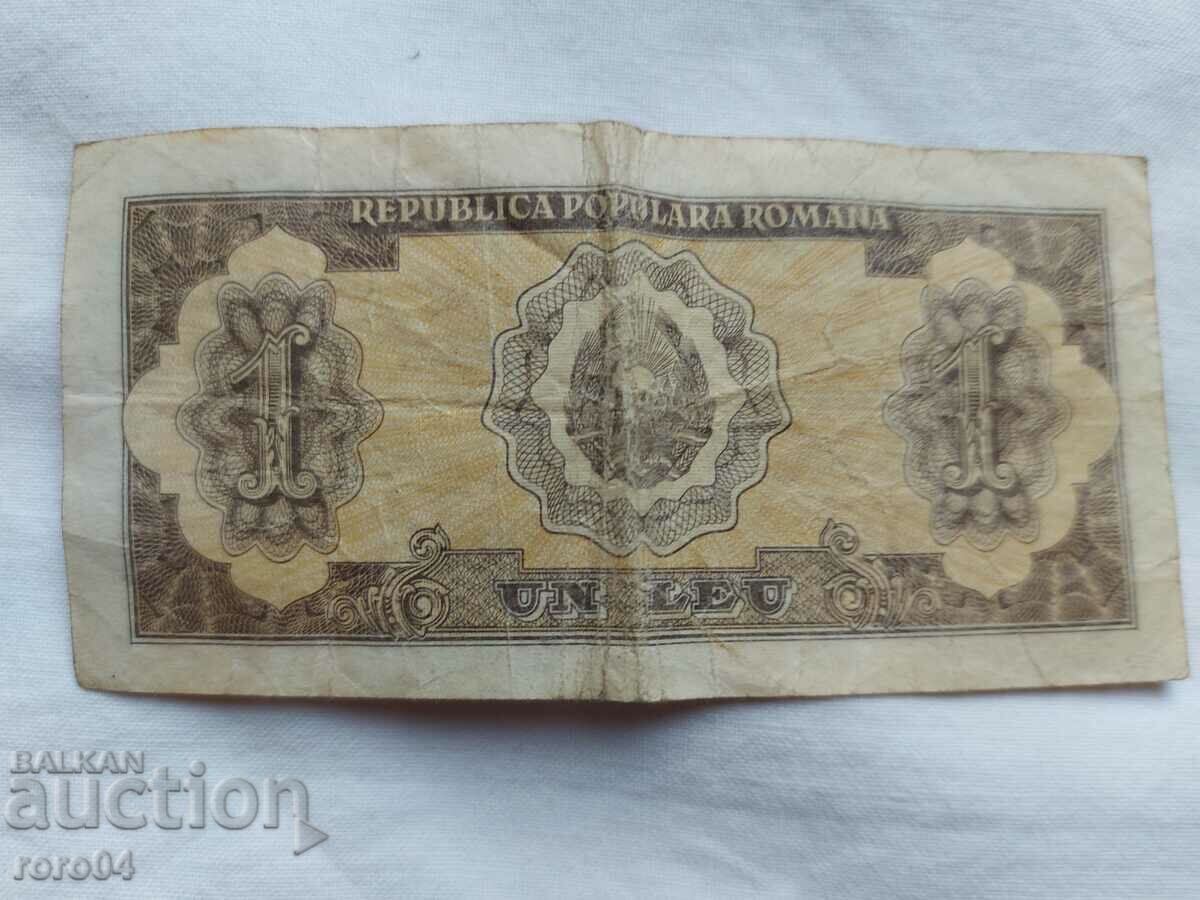 REPUBLICA POPULARA ROMANA
1 1
UN LEU
BALKAN
auction
roro04